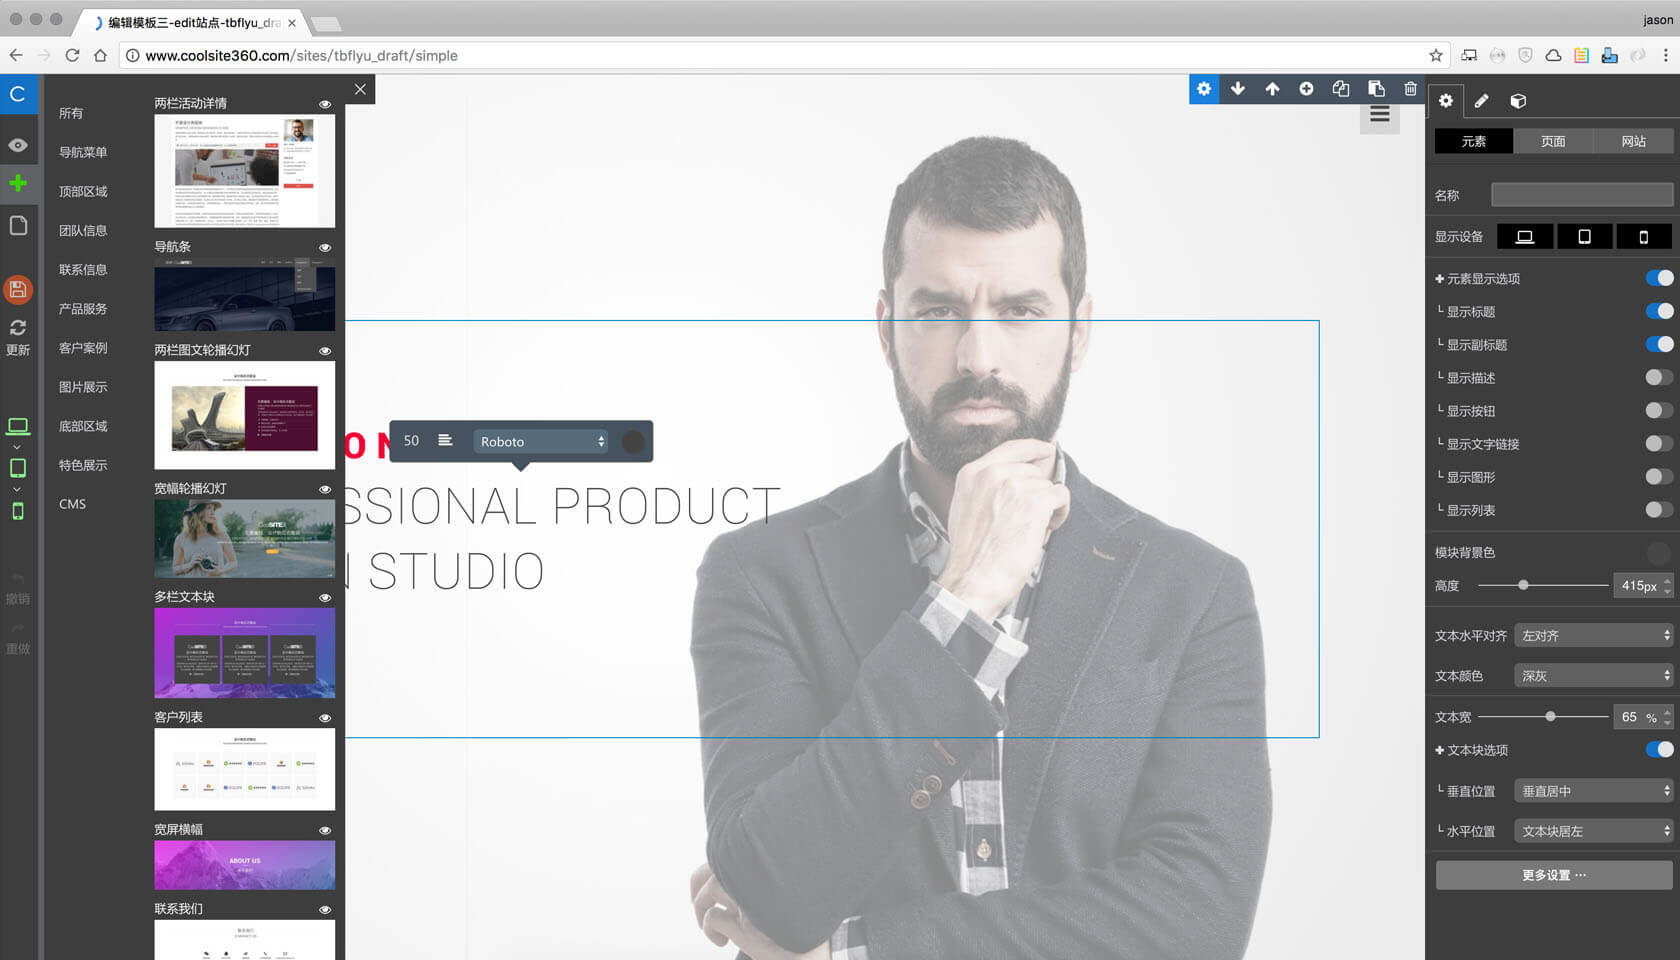 编辑模板三-edit站点-tbflyu_dra
jason
www.coolsite360.com/sites/tbflyu_draft/simple
C
更新
撤销
重做
所有
导航菜单
顶部区域
团队信息
联系信息
产品服务
客户案例
图片展示
底部区域
特色展示
CMS
两栏活动详情
导航条
两栏图文轮播幻灯
宽幅轮播幻灯
多栏文本块
客户列表
宽屏横幅
ABOUT US
联系我们
50
Roboto
ON
SSIONAL PRODUCT
N STUDIO
元素
页面
网站
名称
显示设备
元素显示选项
显示标题
显示副标题
显示描述
显示按钮
显示文字链接
显示图形
显示列表
模块背景色
高度
415px
文本水平对齐
左对齐
文本颜色
深灰
文本宽
65 %
文本块选项
垂直位置
垂直居中
水平位置
文本块居左
更多设置 ···